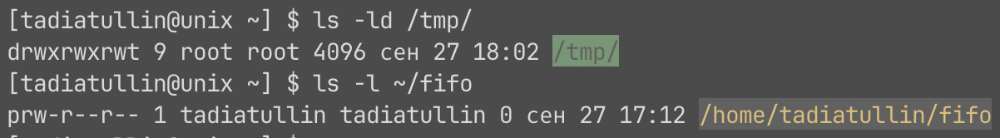 [tadiatullin@unix ~] $ ls -ld /tmp/
drwxrwxrwt 9 root root 4096 сен 27 18:02 /tmp/
[tadiatullin@unix ~] $ ls -l ~/fifo
prw-r--r-- 1 tadiatullin tadiatullin 0 сен 27 17:12 /home/tadiatullin/fifo